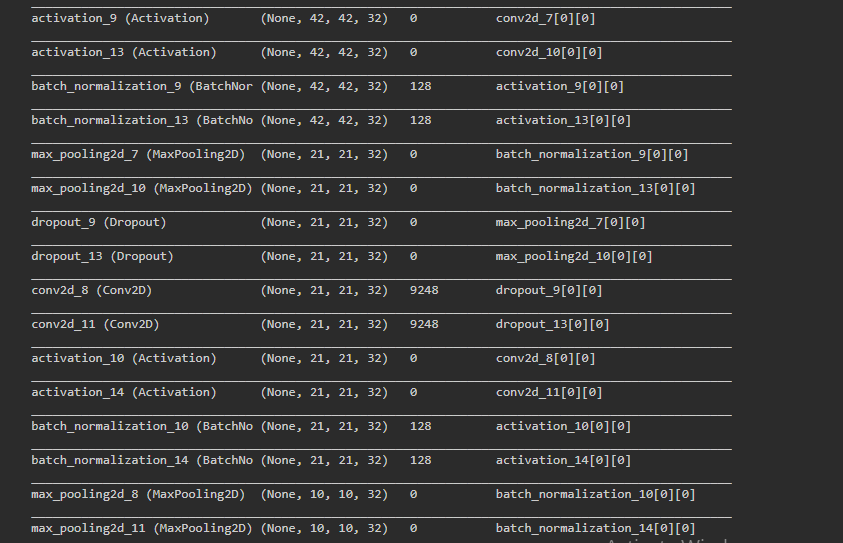 activation_9 (Activation) (None, 42, 42, 32) 0 conv2d_7[0][0]
activation_13 (Activation) (None, 42, 42, 32) 0 conv2d_10[0][0]
batch_normalization_9 (BatchNor (None, 42, 42, 32) 128 activation_9[0][0]
batch_normalization_13 (BatchNo (None, 42, 42, 32) 128 activation_13[0][0]
max_pooling2d_7 (MaxPooling2D) (None, 21, 21, 32) 0 batch_normalization_9[0][0]
max_pooling2d_10 (MaxPooling2D) (None, 21, 21, 32) 0 batch_normalization_13[0][0]
dropout_9 (Dropout) (None, 21, 21, 32) 0 max_pooling2d_7[0][0]
dropout_13 (Dropout) (None, 21, 21, 32) 0 max_pooling2d_10[0][0]
conv2d_8 (Conv2D) (None, 21, 21, 32) 9248 dropout_9[0][0]
conv2d_11 (Conv2D) (None, 21, 21, 32) 9248 dropout_13[0][0]
activation_10 (Activation) (None, 21, 21, 32) 0 conv2d_8[0][0]
activation_14 (Activation) (None, 21, 21, 32) 0 conv2d_11[0][0]
batch_normalization_10 (BatchNo (None, 21, 21, 32) 128 activation_10[0][0]
batch_normalization_14 (BatchNo (None, 21, 21, 32) 128 activation_14[0][0]
max_pooling2d_8 (MaxPooling2D) (None, 10, 10, 32) 0 batch_normalization_10[0][0]
max_pooling2d_11 (MaxPooling2D) (None, 10, 10, 32) 0 batch_normalization_14[0][0]